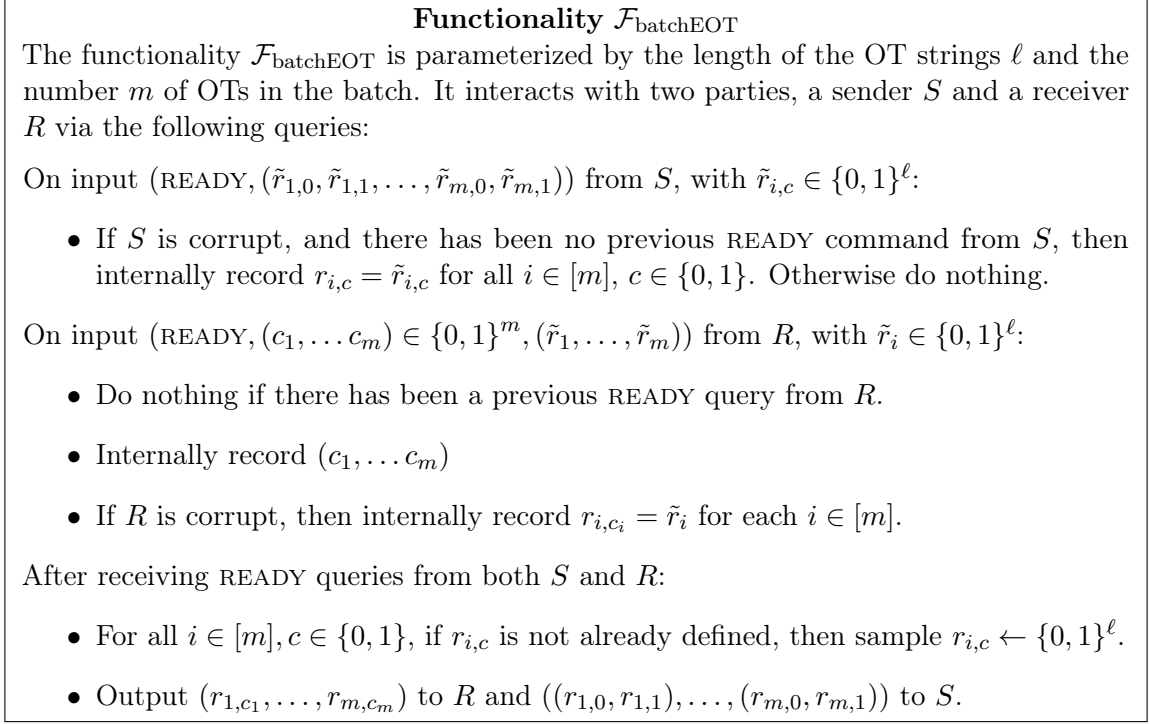 Functionality $\mathcal{F}_{\text{batchEOT}}$
The functionality $\mathcal{F}_{\text{batchEOT}}$ is parameterized by the length of the OT strings $\ell$ and the
number $m$ of OTs in the batch. It interacts with two parties, a sender $S$ and a receiver
$R$ via the following queries:
On input (READY, $(\tilde{r}_{1,0}, \tilde{r}_{1,1}, \ldots, \tilde{r}_{m,0}, \tilde{r}_{m,1})$) from $S$, with $\tilde{r}_{i,c} \in \{0,1\}^\ell$:
• If $S$ is corrupt, and there has been no previous READY command from $S$, then
internally record $r_{i,c} = \tilde{r}_{i,c}$ for all $i \in [m]$, $c \in \{0,1\}$. Otherwise do nothing.
On input (READY, $(c_1, \ldots c_m) \in \{0,1\}^m, (\tilde{r}_1, \ldots, \tilde{r}_m)$) from $R$, with $\tilde{r}_i \in \{0,1\}^\ell$:
• Do nothing if there has been a previous READY query from $R$.
• Internally record $(c_1, \ldots c_m)$
• If $R$ is corrupt, then internally record $r_{i,c_i} = \tilde{r}_i$ for each $i \in [m]$.
After receiving READY queries from both $S$ and $R$:
• For all $i \in [m], c \in \{0,1\}$, if $r_{i,c}$ is not already defined, then sample $r_{i,c} \leftarrow \{0,1\}^\ell$.
• Output $(r_{1,c_1}, \ldots, r_{m,c_m})$ to $R$ and $((r_{1,0}, r_{1,1}), \ldots, (r_{m,0}, r_{m,1}))$ to $S$.